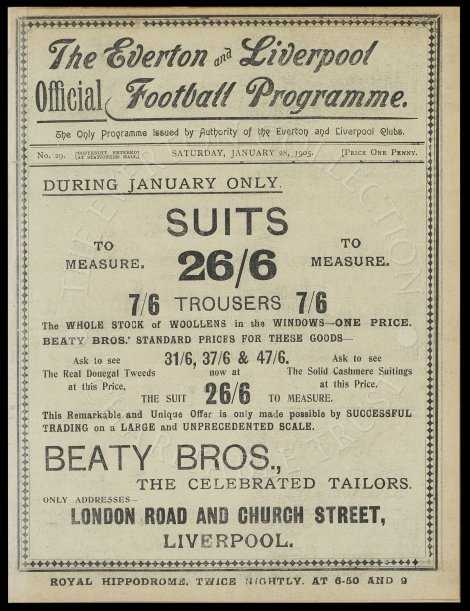 The Everton and Liverpool
Official Football Programme.
The Only Programme issued by Authority of the Everton and Liverpool Clubs.
No. 29. [COPYRIGHT, ENTERED] [AT STATIONERS' HALL.] SATURDAY, JANUARY 28, 1905. [PRICE ONE PENNY.
DURING JANUARY ONLY.
SUITS
TO MEASURE. 26/6 TO MEASURE.
7/6 TROUSERS 7/6
The WHOLE STOCK of WOOLLENS in the WINDOWS—ONE PRICE.
BEATY BROS.' STANDARD PRICES FOR THESE GOODS—
Ask to see 31/6, 37/6 & 47/6. Ask to see
The Real Donegal Tweeds now at The Solid Cashmere Suitings
at this Price. at this Price.
THE SUIT 26/6 TO MEASURE.
This Remarkable and Unique Offer is only made possible by SUCCESSFUL
TRADING on a LARGE and UNPRECEDENTED SCALE.
BEATY BROS.,
THE CELEBRATED TAILORS.
ONLY ADDRESSES—
LONDON ROAD AND CHURCH STREET,
LIVERPOOL.
ROYAL HIPPODROME. TWICE NIGHTLY. AT 6-50 AND 9